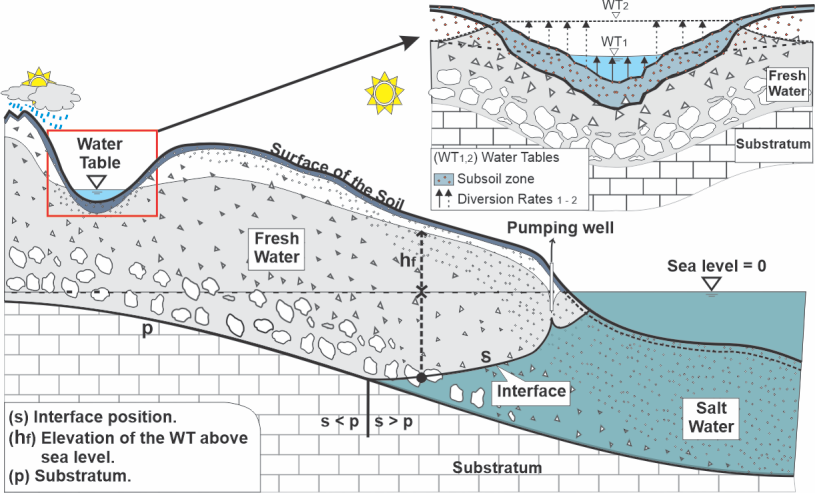 WT2
WT1
Fresh
Water
Substratum
(WT1,2) Water Tables
Subsoil zone
Diversion Rates 1 - 2
Water
Table
Surface of the Soil
Pumping well
Fresh
Water
hf
Sea level = 0
p
S
Interface
s < p
s > p
Salt
Water
Substratum
(s) Interface position.
(hf) Elevation of the WT above
sea level.
(p) Substratum.